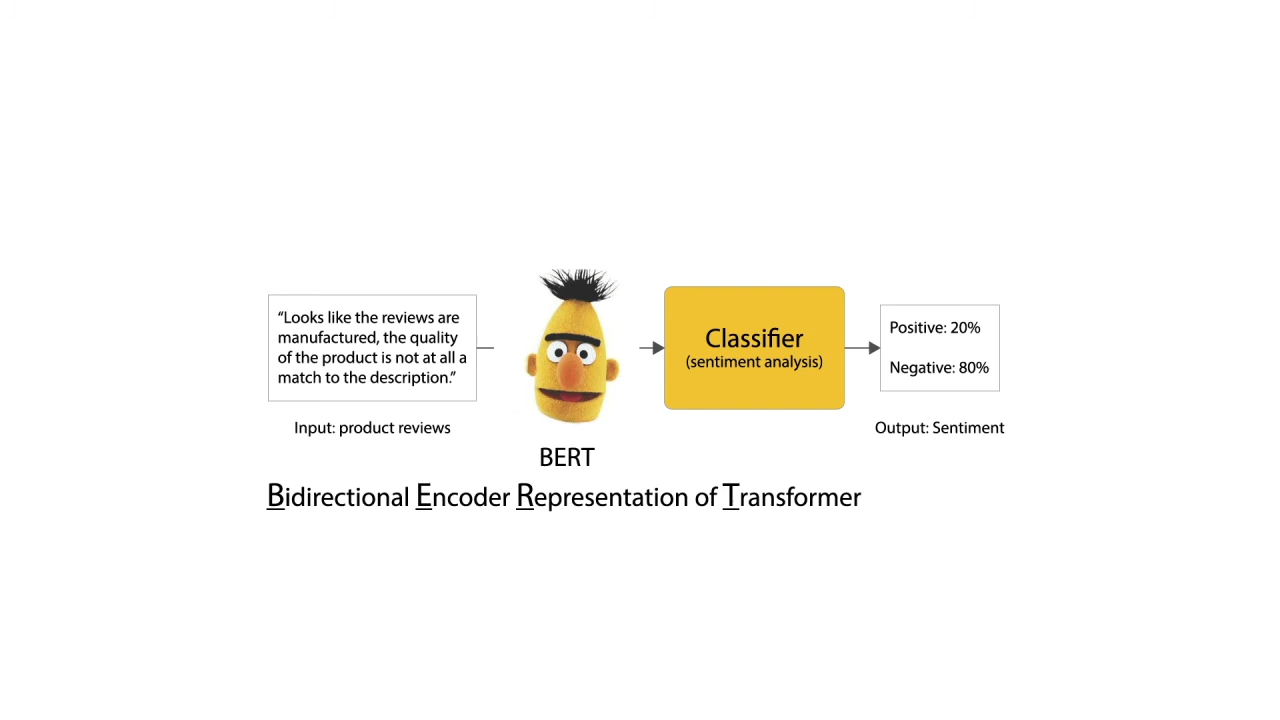 “Looks like the reviews are
manufactured, the quality
of the product is not at all a
match to the description.”
Input: product reviews
BERT
Classifier
(sentiment analysis)
Positive: 20%
Negative: 80%
Output: Sentiment
Bidirectional Encoder Representation of Transformer